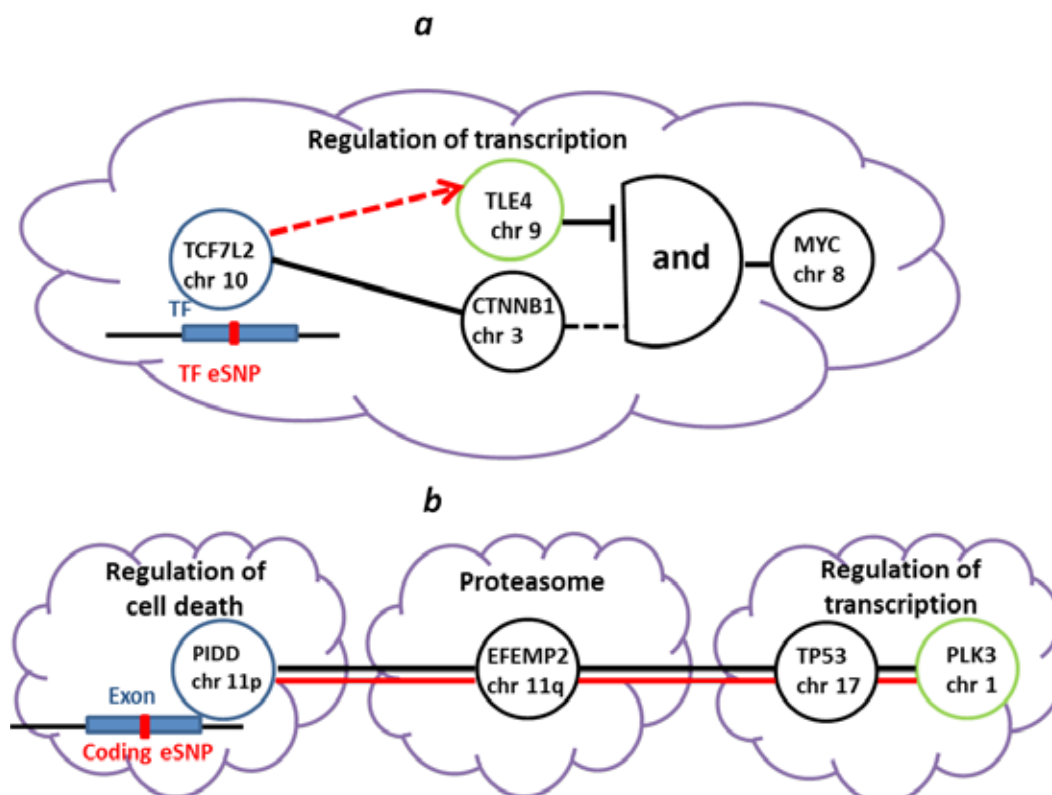 a
Regulation of transcription
TLE4
chr 9
TCF7L2
chr 10
and
MYC
chr 8
CTNNB1
chr 3
TF
TF eSNP
b
Regulation of
cell death
Proteasome
Regulation of
transcription
PIDD
chr 11p
EFEMP2
chr 11q
TP53
chr 17
PLK3
chr 1
Exon
Coding eSNP